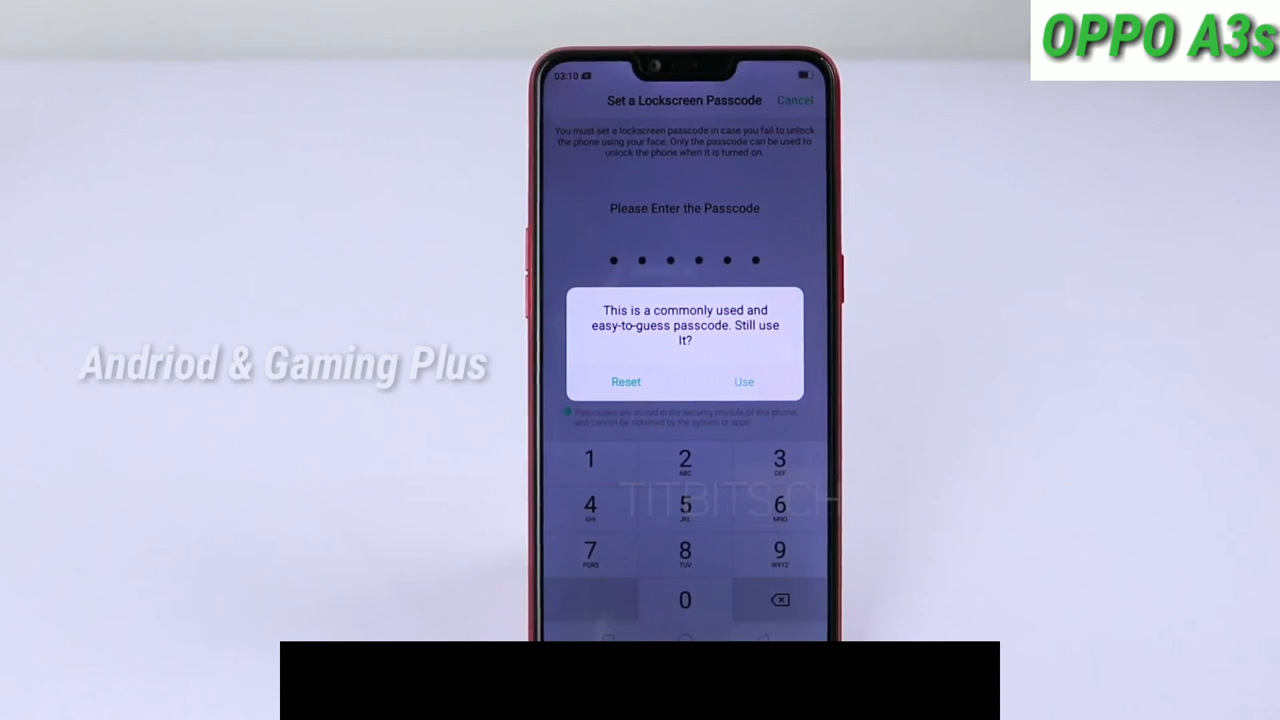 OPPO A3s
03:10
Set a Lockscreen Passcode Cancel
You must set a lockscreen passcode in case you fail to unlock
the phone using your face. Only the passcode can be used to
unlock the phone when it is turned on.
Please Enter the Passcode
This is a commonly used and
easy-to-guess passcode. Still use
It?
Reset Use
Andriod & Gaming Plus
Passcodes are stored in the security module of this phone,
and cannot be obtained by the system or apps.
1 2 3
ABC DEF
TITBITS CH
4 5 6
GHI JKL MNO
7 8 9
PQRS TUV WXYZ
0